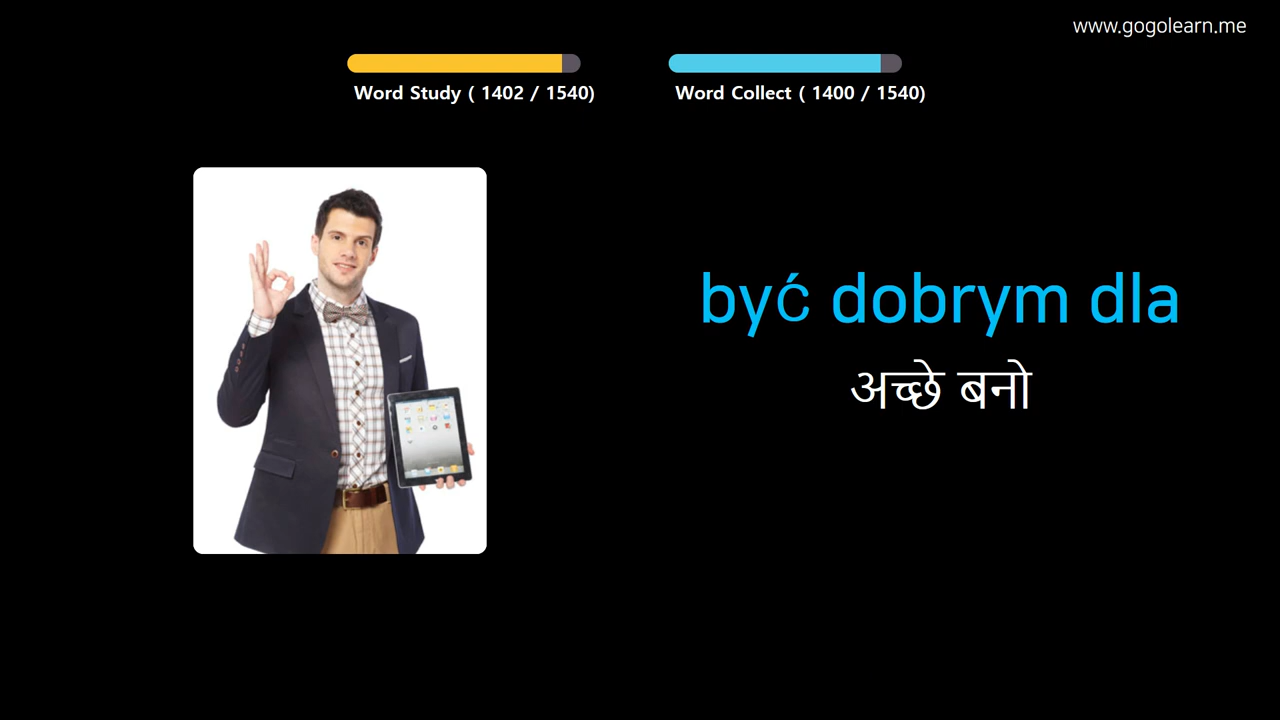 www.gogolearn.me
Word Study ( 1402 / 1540)
Word Collect ( 1400 / 1540)
być dobrym dla
अच्छे बनो